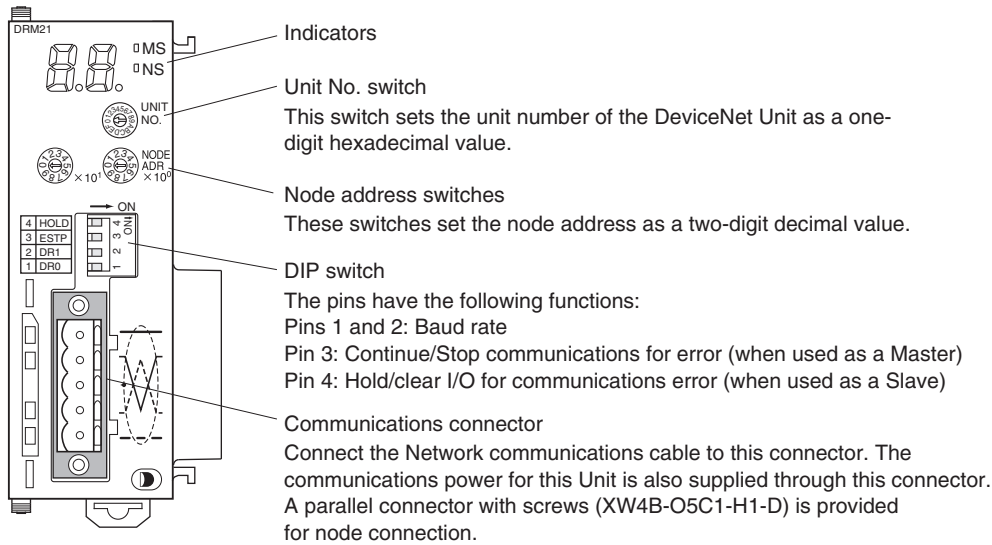 DRM21
MS
NS
UNIT
NO.
NODE
ADR
×10¹
×10⁰
→ ON
4 HOLD
3 ESTP
2 DR1
1 DR0
ON
4
3
2
1
Indicators
Unit No. switch
This switch sets the unit number of the DeviceNet Unit as a one-
digit hexadecimal value.
Node address switches
These switches set the node address as a two-digit decimal value.
DIP switch
The pins have the following functions:
Pins 1 and 2: Baud rate
Pin 3: Continue/Stop communications for error (when used as a Master)
Pin 4: Hold/clear I/O for communications error (when used as a Slave)
Communications connector
Connect the Network communications cable to this connector. The
communications power for this Unit is also supplied through this connector.
A parallel connector with screws (XW4B-O5C1-H1-D) is provided
for node connection.